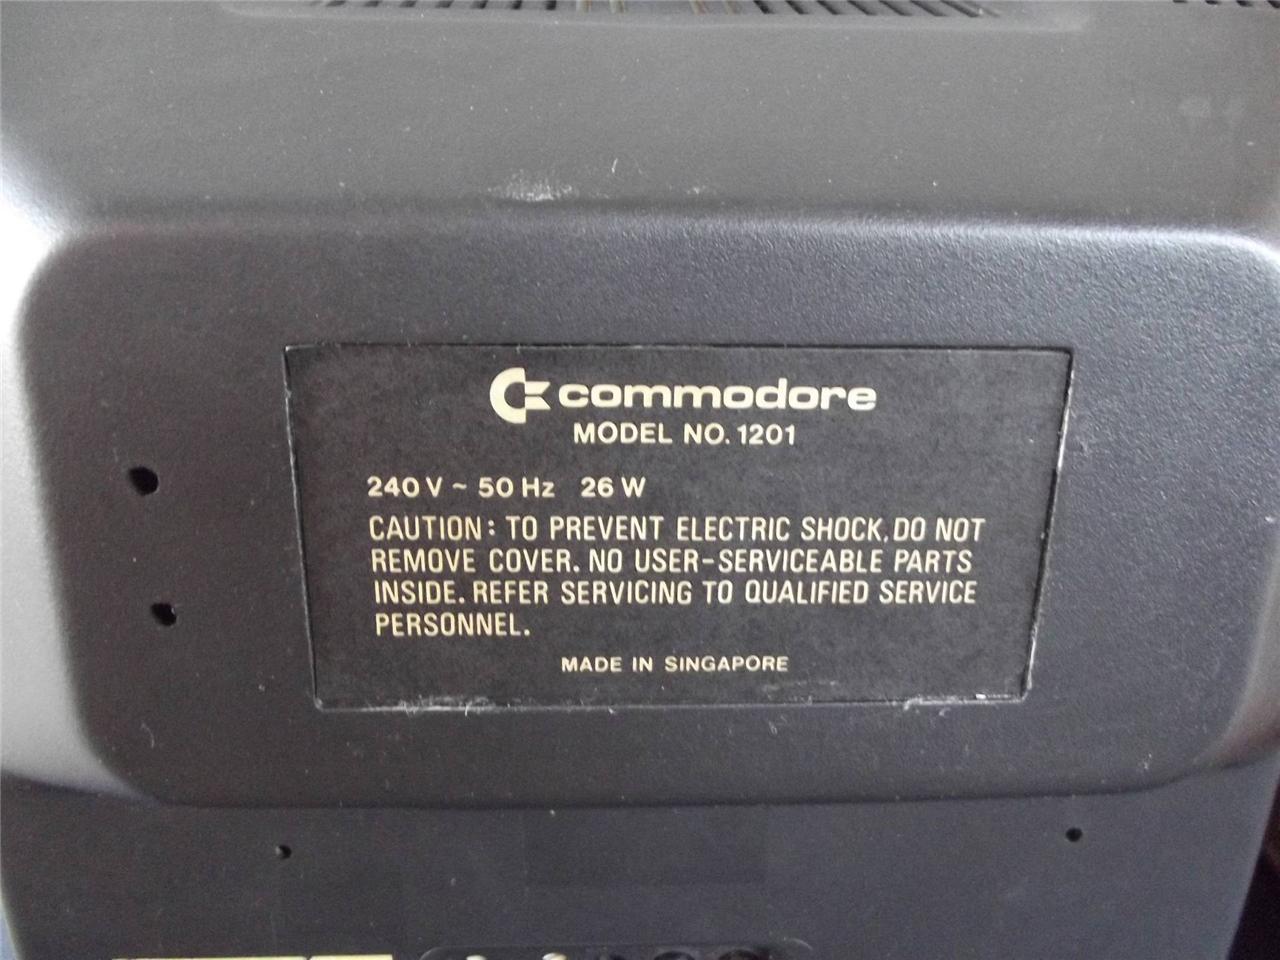 commodore
MODEL NO. 1201
240 V ~ 50 Hz 26 W
CAUTION: TO PREVENT ELECTRIC SHOCK, DO NOT
REMOVE COVER. NO USER-SERVICEABLE PARTS
INSIDE. REFER SERVICING TO QUALIFIED SERVICE
PERSONNEL.
MADE IN SINGAPORE